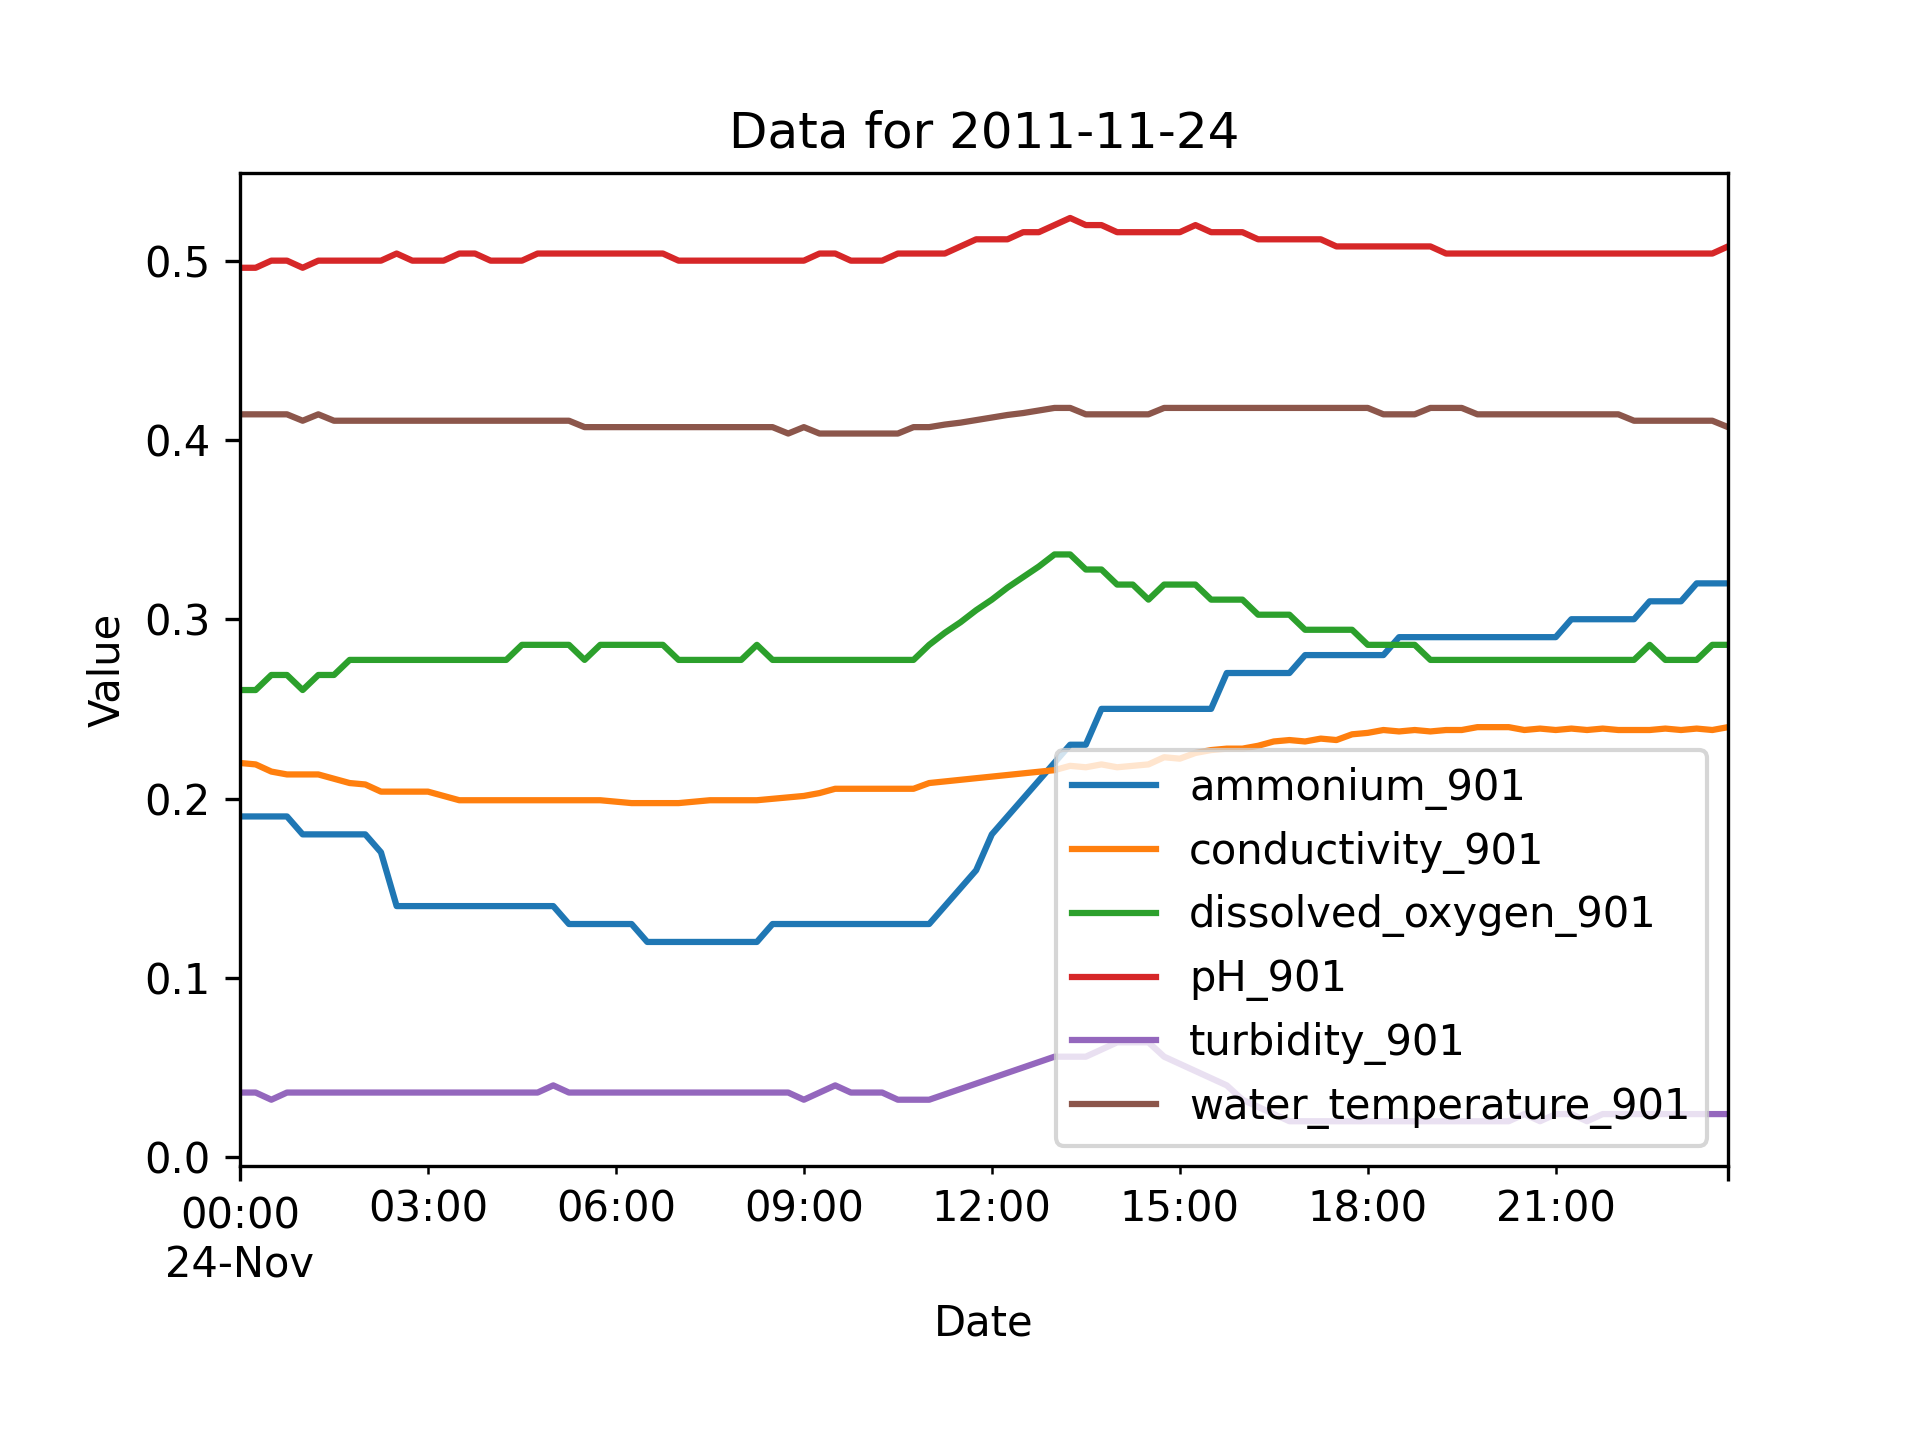 Data for 2011-11-24
Value
0.5
0.4
0.3
0.2
0.1
0.0
ammonium_901
conductivity_901
dissolved_oxygen_901
pH_901
turbidity_901
water_temperature_901
00:00 03:00 06:00 09:00 12:00 15:00 18:00 21:00
24-Nov
Date